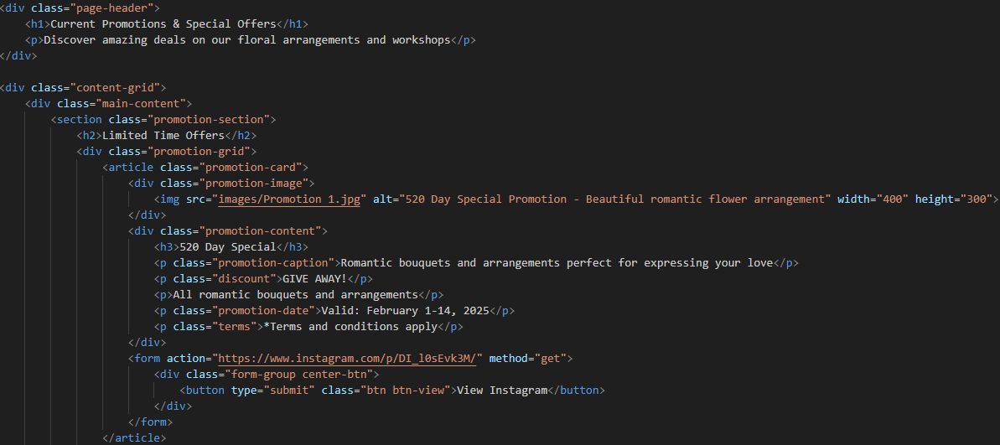 <div class="page-header">
    <h1>Current Promotions & Special Offers</h1>
    <p>Discover amazing deals on our floral arrangements and workshops</p>
</div>

<div class="content-grid">
    <div class="main-content">
        <section class="promotion-section">
            <h2>Limited Time Offers</h2>
            <div class="promotion-grid">
                <article class="promotion-card">
                    <div class="promotion-image">
                        <img src="images/Promotion 1.jpg" alt="520 Day Special Promotion - Beautiful romantic flower arrangement" width="400" height="300">
                    </div>
                    <div class="promotion-content">
                        <h3>520 Day Special</h3>
                        <p class="promotion-caption">Romantic bouquets and arrangements perfect for expressing your love</p>
                        <p class="discount">GIVE AWAY!</p>
                        <p>All romantic bouquets and arrangements</p>
                        <p class="promotion-date">Valid: February 1-14, 2025</p>
                        <p class="terms">*Terms and conditions apply</p>
                    </div>
                    <form action="https://www.instagram.com/p/DI_l0sEvk3M/" method="get">
                        <div class="form-group center-btn">
                            <button type="submit" class="btn btn-view">View Instagram</button>
                        </div>
                    </form>
                </article>